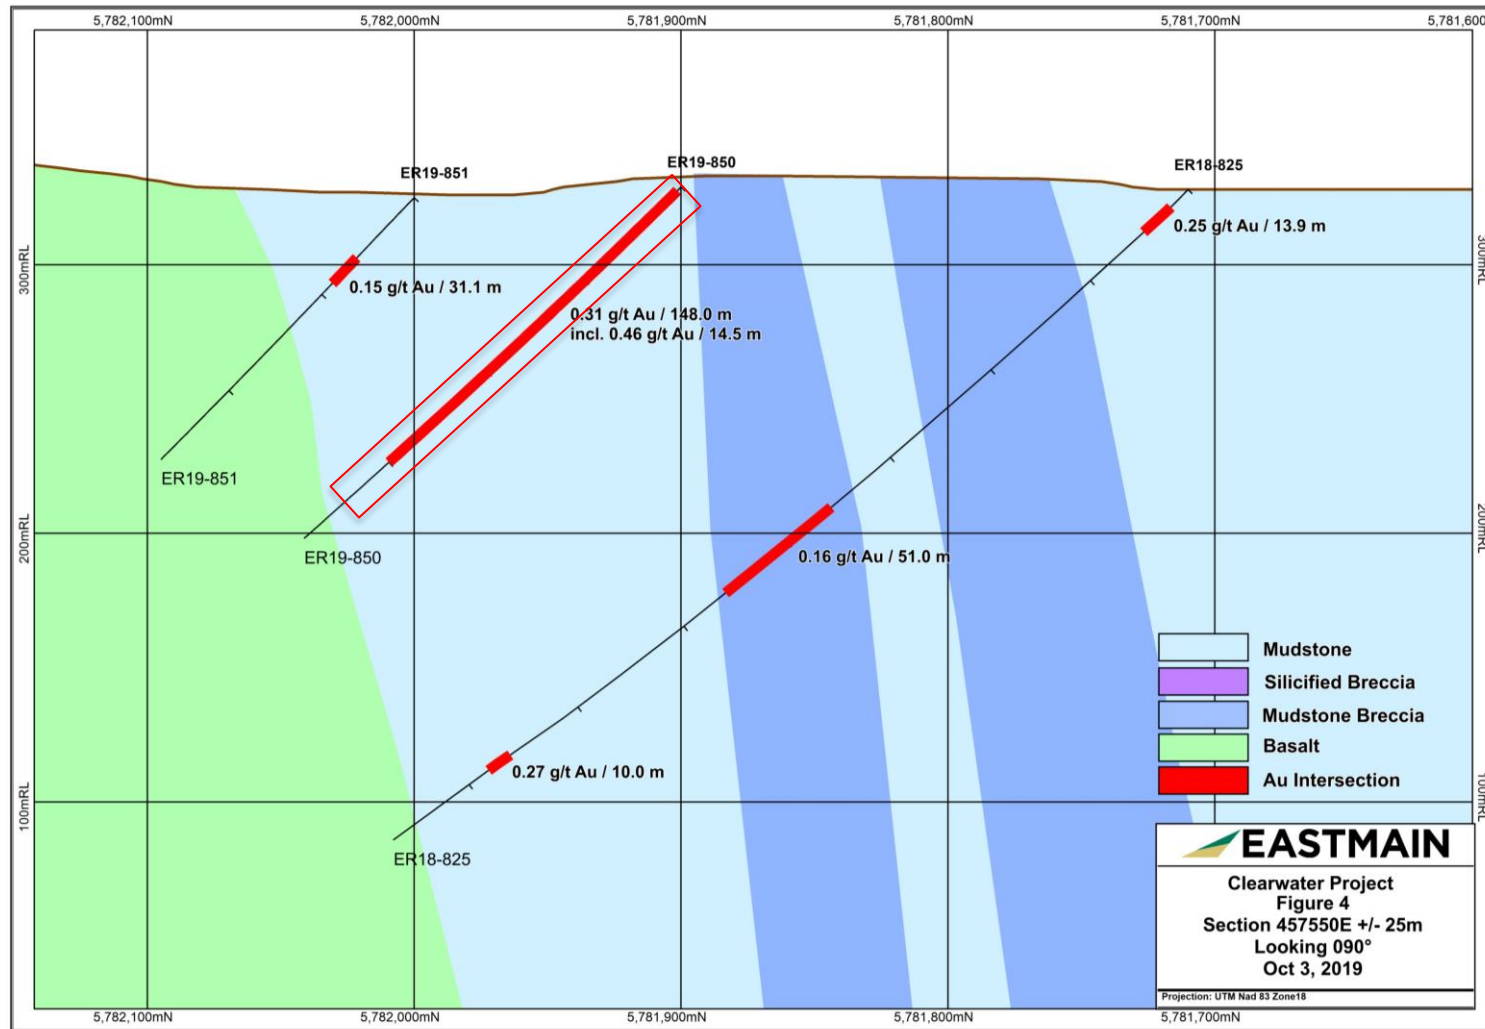 5,782,100mN 5,782,000mN 5,781,900mN 5,781,800mN 5,781,700mN 5,781,600
ER19-851 ER19-850 ER18-825
0.25 g/t Au / 13.9 m
300mRL 300mRL
0.15 g/t Au / 31.1 m
0.31 g/t Au / 148.0 m
incl. 0.46 g/t Au / 14.5 m
ER19-851
200mRL 200mRL
ER19-850
0.16 g/t Au / 51.0 m
0.27 g/t Au / 10.0 m
100mRL 100mRL
ER18-825
Mudstone
Silicified Breccia
Mudstone Breccia
Basalt
Au Intersection
EASTMAIN
Clearwater Project
Figure 4
Section 457550E +/- 25m
Looking 090°
Oct 3, 2019
Projection: UTM Nad 83 Zone18
5,782,100mN 5,782,000mN 5,781,900mN 5,781,800mN 5,781,700mN